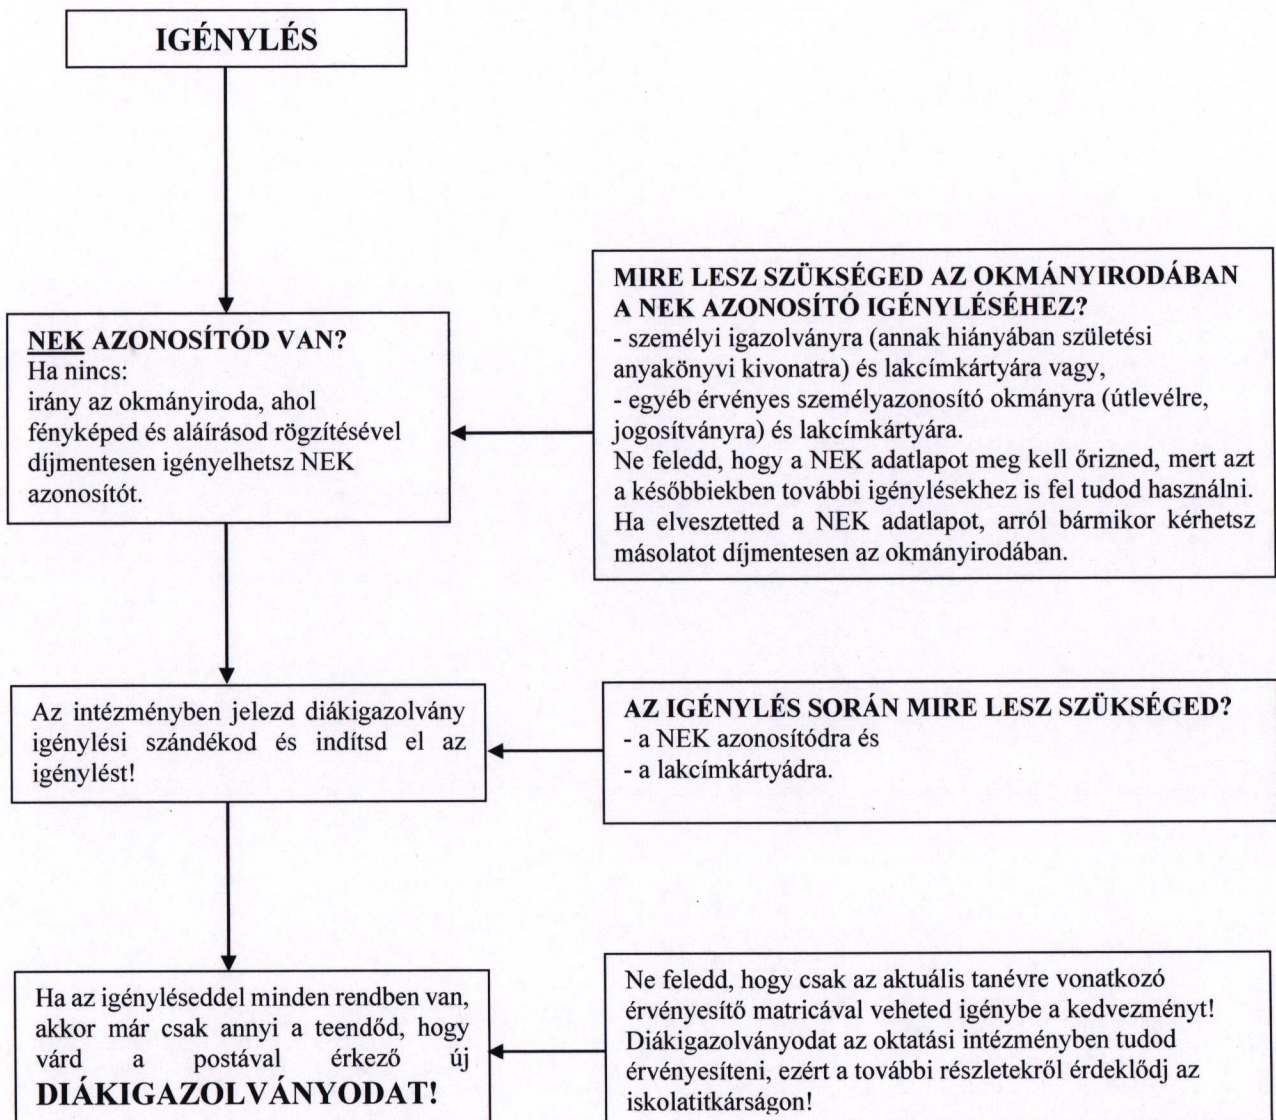 IGÉNYLÉS
NEK AZONOSÍTÓD VAN?
Ha nincs:
irány az okmányiroda, ahol
fényképed és aláírásod rögzítésével
díjmentesen igényelhetsz NEK
azonosítót.
MIRE LESZ SZÜKSÉGED AZ OKMÁNYIRODÁBAN
A NEK AZONOSÍTÓ IGÉNYLÉSÉHEZ?
- személyi igazolványra (annak hiányában születési
anyakönyvi kivonatra) és lakcímkártyára vagy,
- egyéb érvényes személyazonosító okmányra (útlevélre,
jogosítványra) és lakcímkártyára.
Ne feledd, hogy a NEK adatlapot meg kell őrizned, mert azt
a későbbiekben további igénylésekhez is fel tudod használni.
Ha elvesztetted a NEK adatlapot, arról bármikor kérhetsz
másolatot díjmentesen az okmányirodában.
Az intézményben jelezd diákigazolvány
igénylési szándékod és indítsd el az
igénylést!
AZ IGÉNYLÉS SORÁN MIRE LESZ SZÜKSÉGED?
- a NEK azonosítódra és
- a lakcímkártyádra.
Ha az igényléseddel minden rendben van,
akkor már csak annyi a teendőd, hogy
várd a postával érkező új
DIÁKIGAZOLVÁNYODAT!
Ne feledd, hogy csak az aktuális tanévre vonatkozó
érvényesítő matricával veheted igénybe a kedvezményt!
Diákigazolványodat az oktatási intézményben tudod
érvényesíteni, ezért a további részletekről érdeklődj az
iskolatitkárságon!